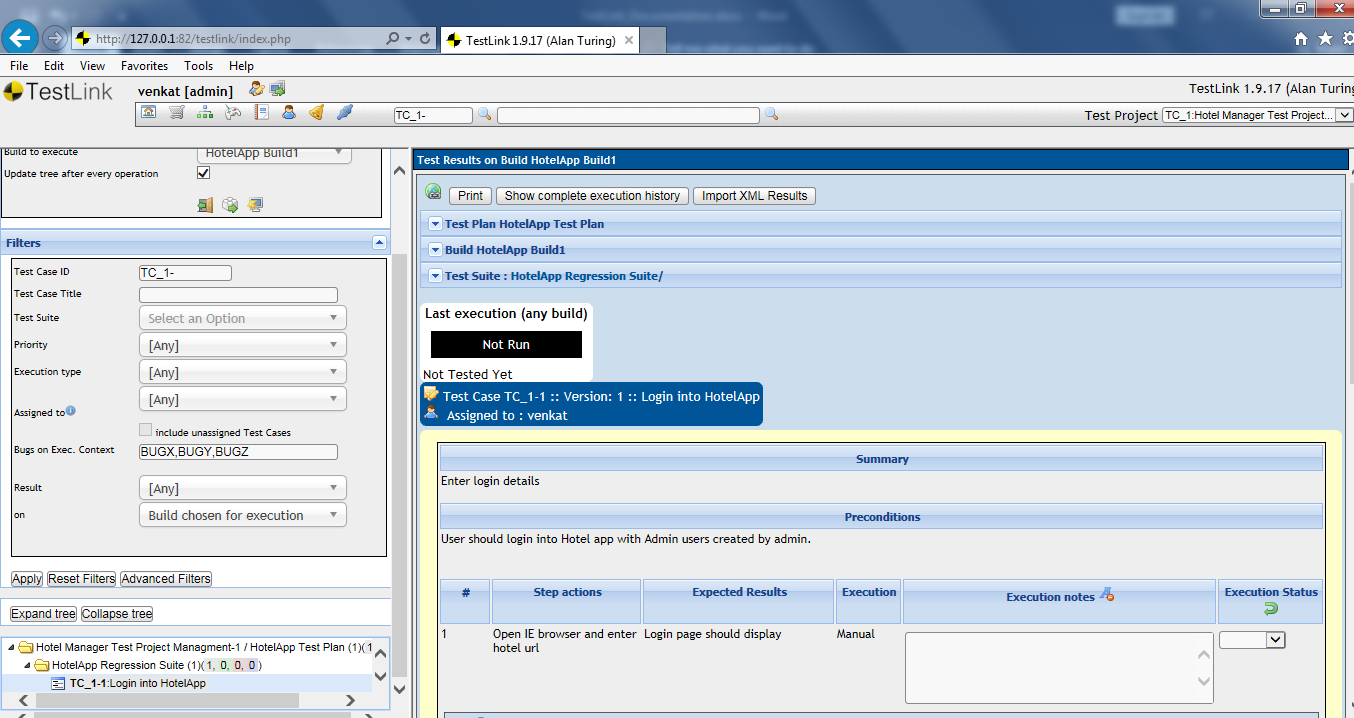 http://127.0.0.1:82/testlink/index.php
TestLink 1.9.17 (Alan Turing)
File Edit View Favorites Tools Help
TestLink
venkat [admin]
TestLink 1.9.17 (Alan Turing
TC_1-
Test Project TC_1:Hotel Manager Test Project...
Build to execute HotelApp Build1
Update tree after every operation
Filters
Test Case ID TC_1-
Test Case Title
Test Suite Select an Option
Priority [Any]
Execution type [Any]
[Any]
Assigned to
include unassigned Test Cases
Bugs on Exec. Context BUGX,BUGY,BUGZ
Result [Any]
on Build chosen for execution
Apply Reset Filters Advanced Filters
Expand tree Collapse tree
Hotel Manager Test Project Managment-1 / HotelApp Test Plan (1)(1
HotelApp Regression Suite (1)(1, 0, 0, 0)
TC_1-1:Login into HotelApp
Test Results on Build HotelApp Build1
Print Show complete execution history Import XML Results
Test Plan HotelApp Test Plan
Build HotelApp Build1
Test Suite : HotelApp Regression Suite/
Last execution (any build)
Not Run
Not Tested Yet
Test Case TC_1-1 :: Version: 1 :: Login into HotelApp
Assigned to : venkat
Summary
Enter login details
Preconditions
User should login into Hotel app with Admin users created by admin.
# Step actions Expected Results Execution Execution notes Execution Status
1 Open IE browser and enter Login page should display Manual
hotel url